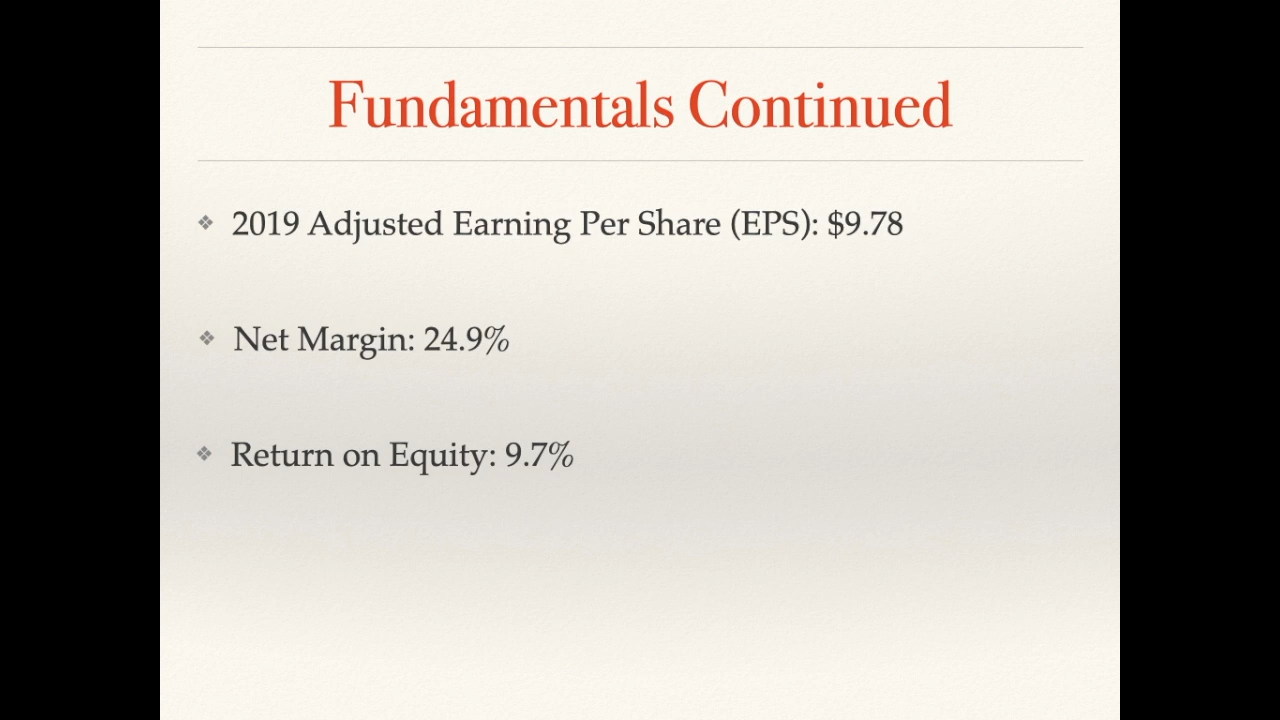 Fundamentals Continued
2019 Adjusted Earning Per Share (EPS): $9.78
Net Margin: 24.9%
Return on Equity: 9.7%